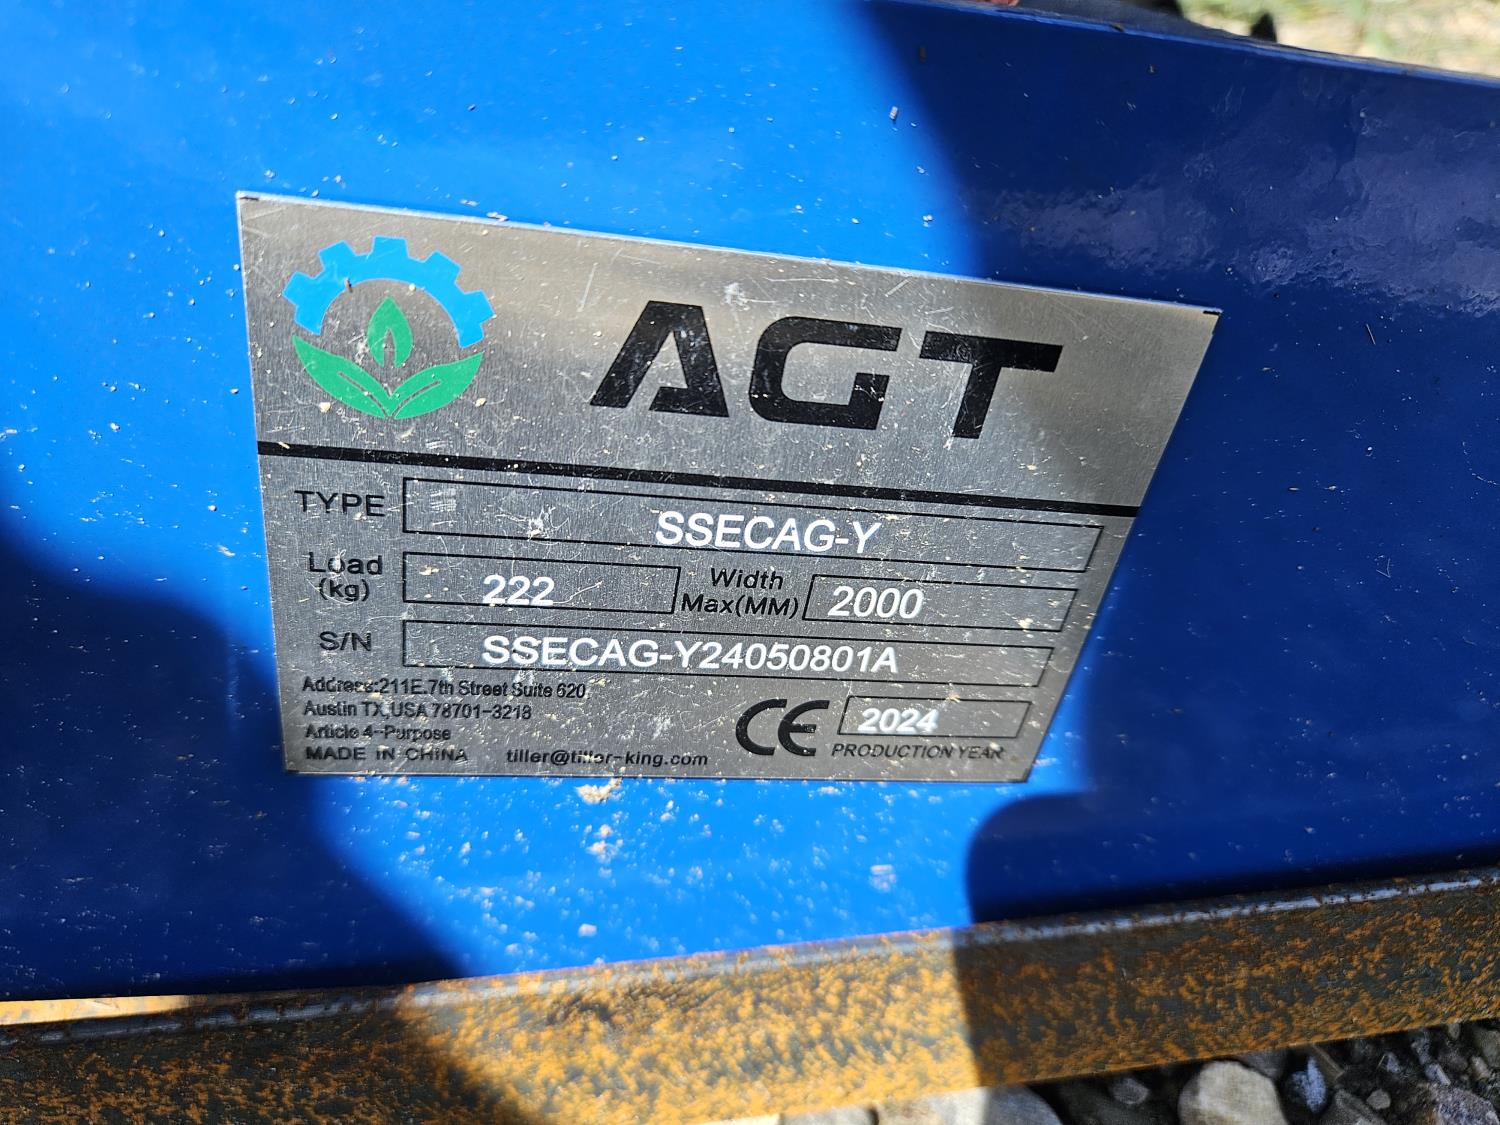 AGT
TYPE SSECAG-Y
Load (kg) 222 Width Max(MM) 2000
S/N SSECAG-Y24050801A
Address:211E.7th Street Suite 620,
Austin TX,USA 78701-3218
Article 4-Purpose
MADE IN CHINA tiller@tillor-king.com
CE 2024
PRODUCTION YEAR